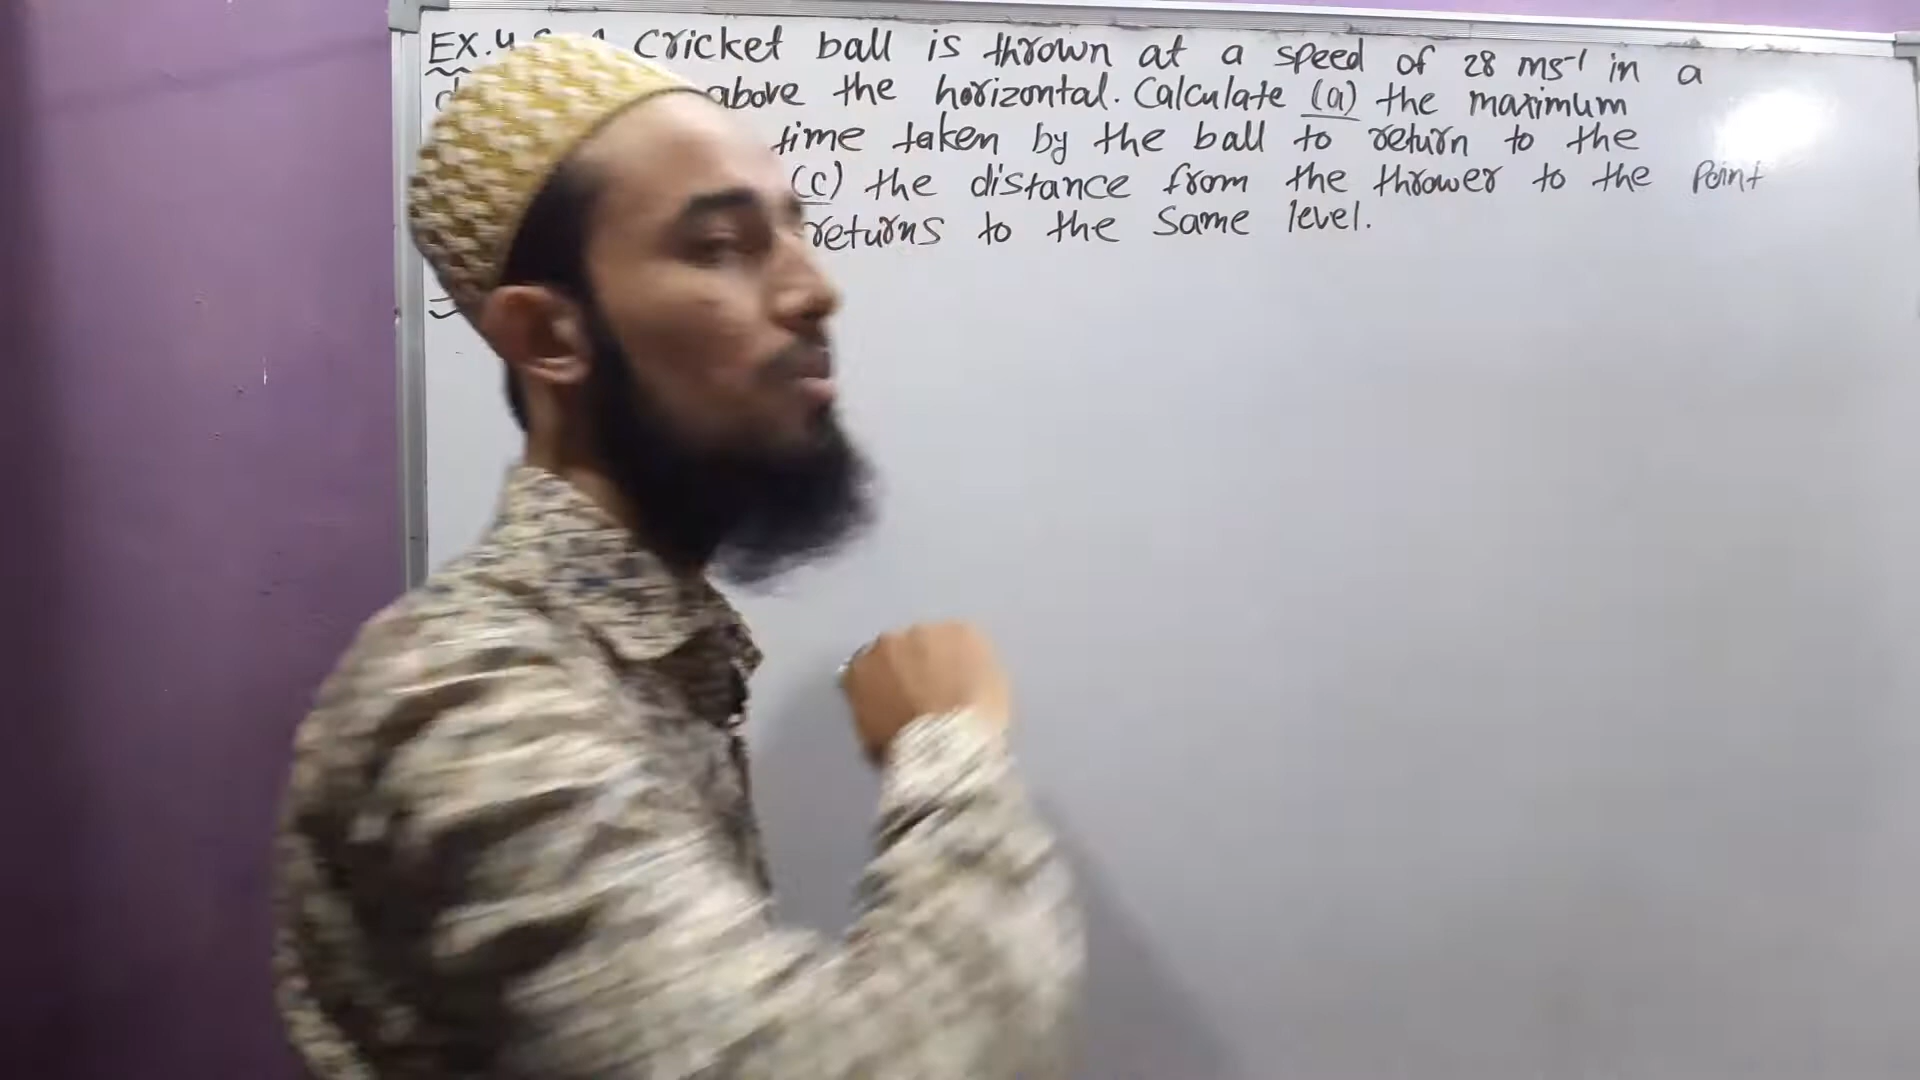 EX.4 Cricket ball is thrown at a speed of 28 ms⁻¹ in a
above the horizontal. Calculate (a) the maximum
time taken by the ball to return to the
(c) the distance from the thrower to the Point
returns to the same level.